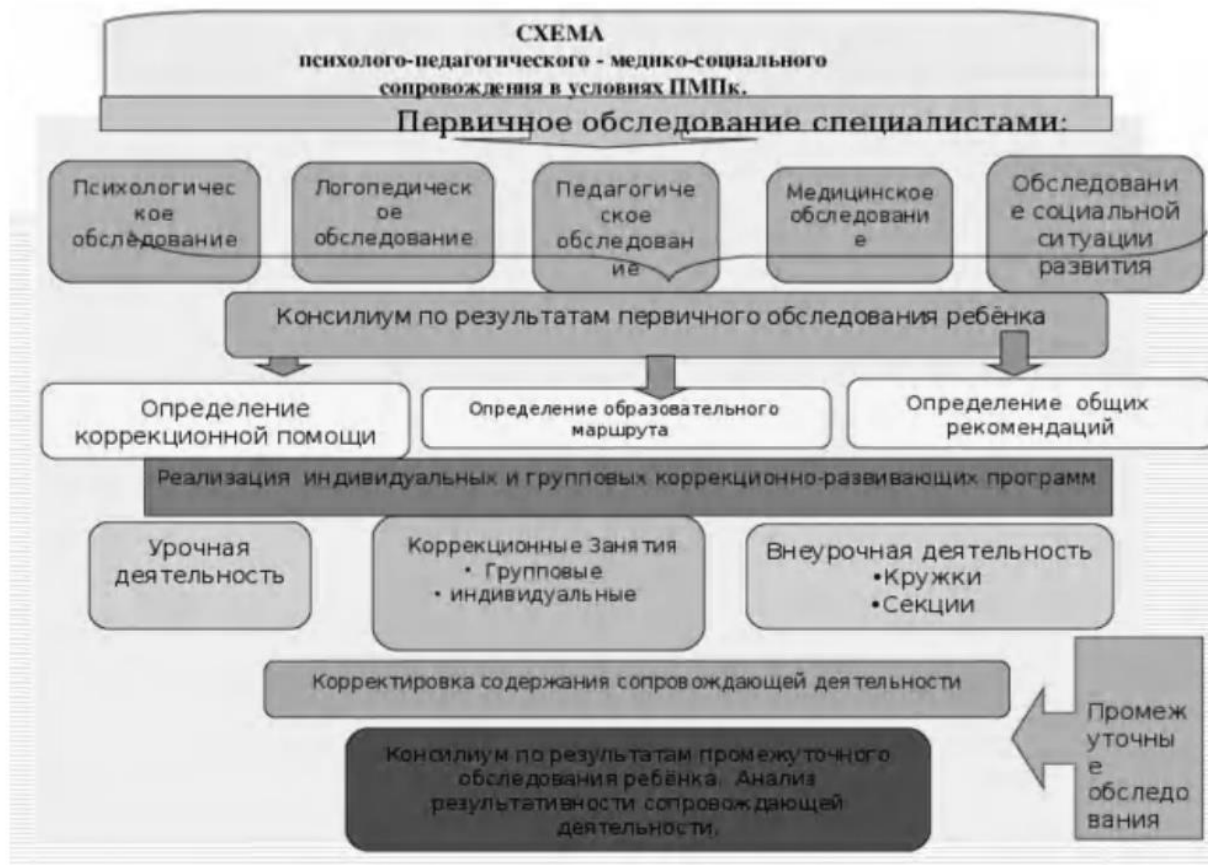 СХЕМА
психолого-педагогического - медико-социального
сопровождения в условиях ПМПк.
Первичное обследование специалистами:
Психологичес
кое
обследование
Логопедическ
ое
обследование
Педагогиче
ское
обследован
ие
Медицинское
обследовани
е
Обследовани
е социальной
ситуации
развития
Консилиум по результатам первичного обследования ребёнка
Определение
коррекционной помощи
Определение образовательного
маршрута
Определение общих
рекомендаций
Реализация индивидуальных и групповых коррекционно-развивающих программ
Урочная
деятельность
Коррекционные Занятия
• Групповые
• индивидуальные
Внеурочная деятельность
•Кружки
•Секции
Корректировка содержания сопровождающей деятельности
Промеж
уточны
е
обследо
вания
Консилиум по результатам промежуточного
обследования ребёнка. Анализ
результативности сопровождающей
деятельности.